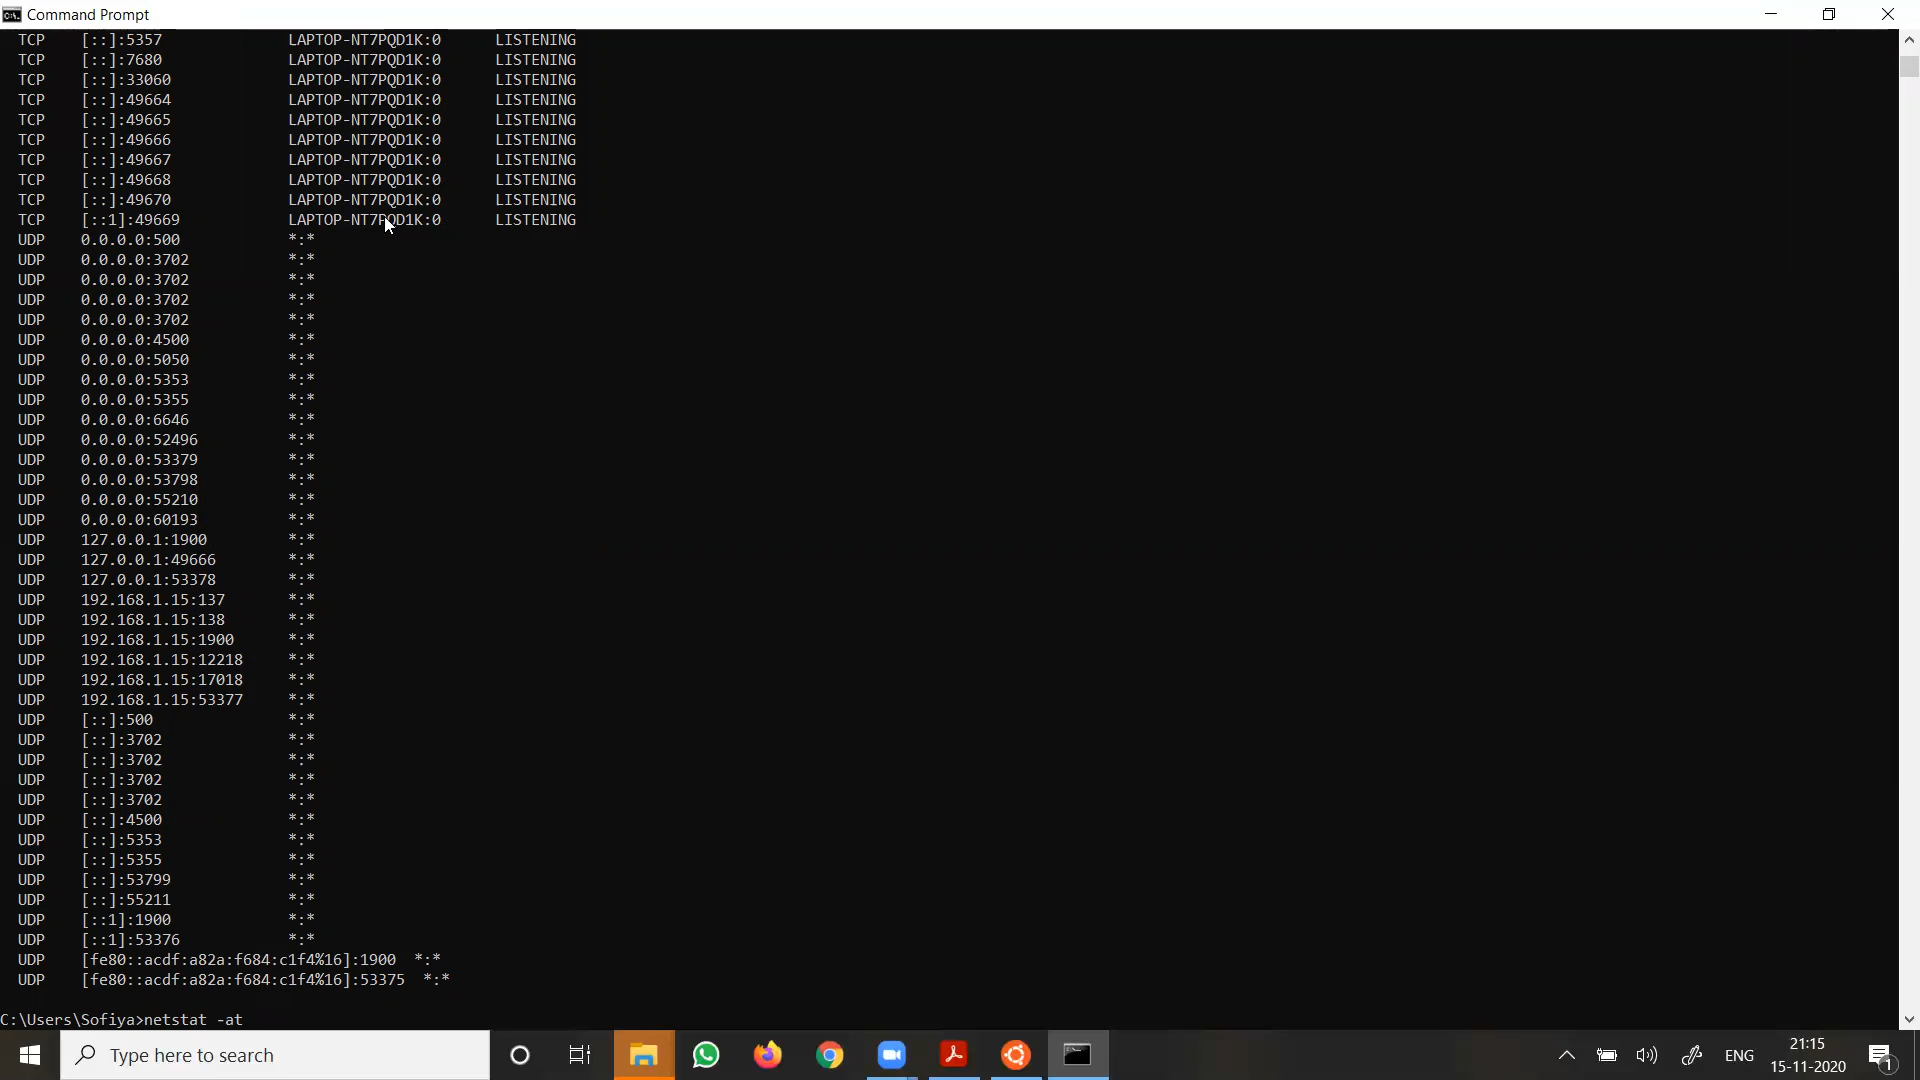 Command Prompt
TCP [::]:5357 LAPTOP-NT7PQD1K:0 LISTENING
TCP [::]:7680 LAPTOP-NT7PQD1K:0 LISTENING
TCP [::]:33060 LAPTOP-NT7PQD1K:0 LISTENING
TCP [::]:49664 LAPTOP-NT7PQD1K:0 LISTENING
TCP [::]:49665 LAPTOP-NT7PQD1K:0 LISTENING
TCP [::]:49666 LAPTOP-NT7PQD1K:0 LISTENING
TCP [::]:49667 LAPTOP-NT7PQD1K:0 LISTENING
TCP [::]:49668 LAPTOP-NT7PQD1K:0 LISTENING
TCP [::]:49670 LAPTOP-NT7PQD1K:0 LISTENING
TCP [::1]:49669 LAPTOP-NT7PQD1K:0 LISTENING
UDP 0.0.0.0:500 *:*
UDP 0.0.0.0:3702 *:*
UDP 0.0.0.0:3702 *:*
UDP 0.0.0.0:3702 *:*
UDP 0.0.0.0:3702 *:*
UDP 0.0.0.0:4500 *:*
UDP 0.0.0.0:5050 *:*
UDP 0.0.0.0:5353 *:*
UDP 0.0.0.0:5355 *:*
UDP 0.0.0.0:6646 *:*
UDP 0.0.0.0:52496 *:*
UDP 0.0.0.0:53379 *:*
UDP 0.0.0.0:53798 *:*
UDP 0.0.0.0:55210 *:*
UDP 0.0.0.0:60193 *:*
UDP 127.0.0.1:1900 *:*
UDP 127.0.0.1:49666 *:*
UDP 127.0.0.1:53378 *:*
UDP 192.168.1.15:137 *:*
UDP 192.168.1.15:138 *:*
UDP 192.168.1.15:1900 *:*
UDP 192.168.1.15:12218 *:*
UDP 192.168.1.15:17018 *:*
UDP 192.168.1.15:53377 *:*
UDP [::]:500 *:*
UDP [::]:3702 *:*
UDP [::]:3702 *:*
UDP [::]:3702 *:*
UDP [::]:3702 *:*
UDP [::]:4500 *:*
UDP [::]:5353 *:*
UDP [::]:5355 *:*
UDP [::]:53799 *:*
UDP [::]:55211 *:*
UDP [::1]:1900 *:*
UDP [::1]:53376 *:*
UDP [fe80::acdf:a82a:f684:c1f4%16]:1900 *:*
UDP [fe80::acdf:a82a:f684:c1f4%16]:53375 *:*
C:\Users\Sofiya>netstat -at
Type here to search
ENG
21:15
15-11-2020
1